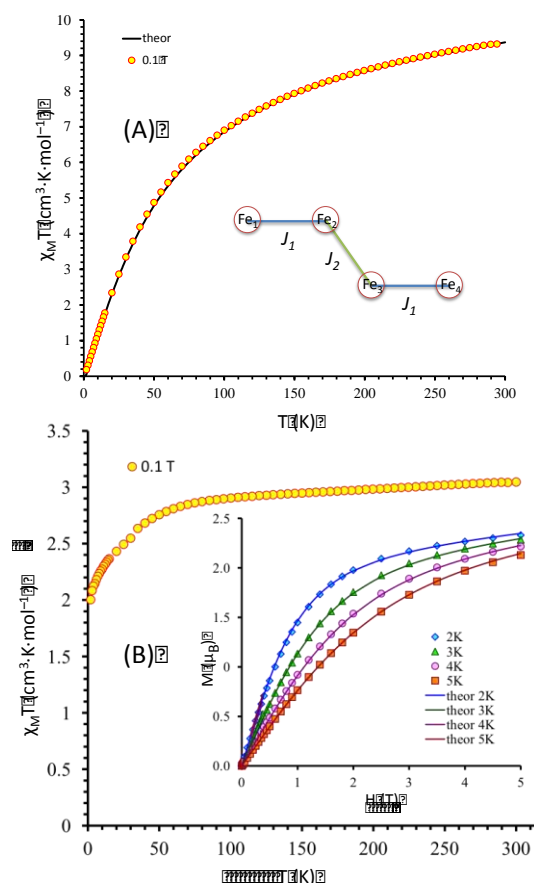 theor
0.1 T
10
9
8
7
6
5
4
3
2
1
0
χMT (cm³·K·mol⁻¹)
(A)
Fe1 Fe2
J1
J2
Fe3 Fe4
J1
0 50 100 150 200 250 300
T (K)
3.5
3
2.5
2
1.5
1
0.5
0
0.1 T
χMT (cm³·K·mol⁻¹)
(B)
2.5
2.0
1.5
0
0.5
0.0
M (μB)
2K
3K
4K
5K
theor 2K
theor 3K
theor 4K
theor 5K
0 1 2 3 4 5
H (T)
0 50 100 150 200 250 300
T (K)